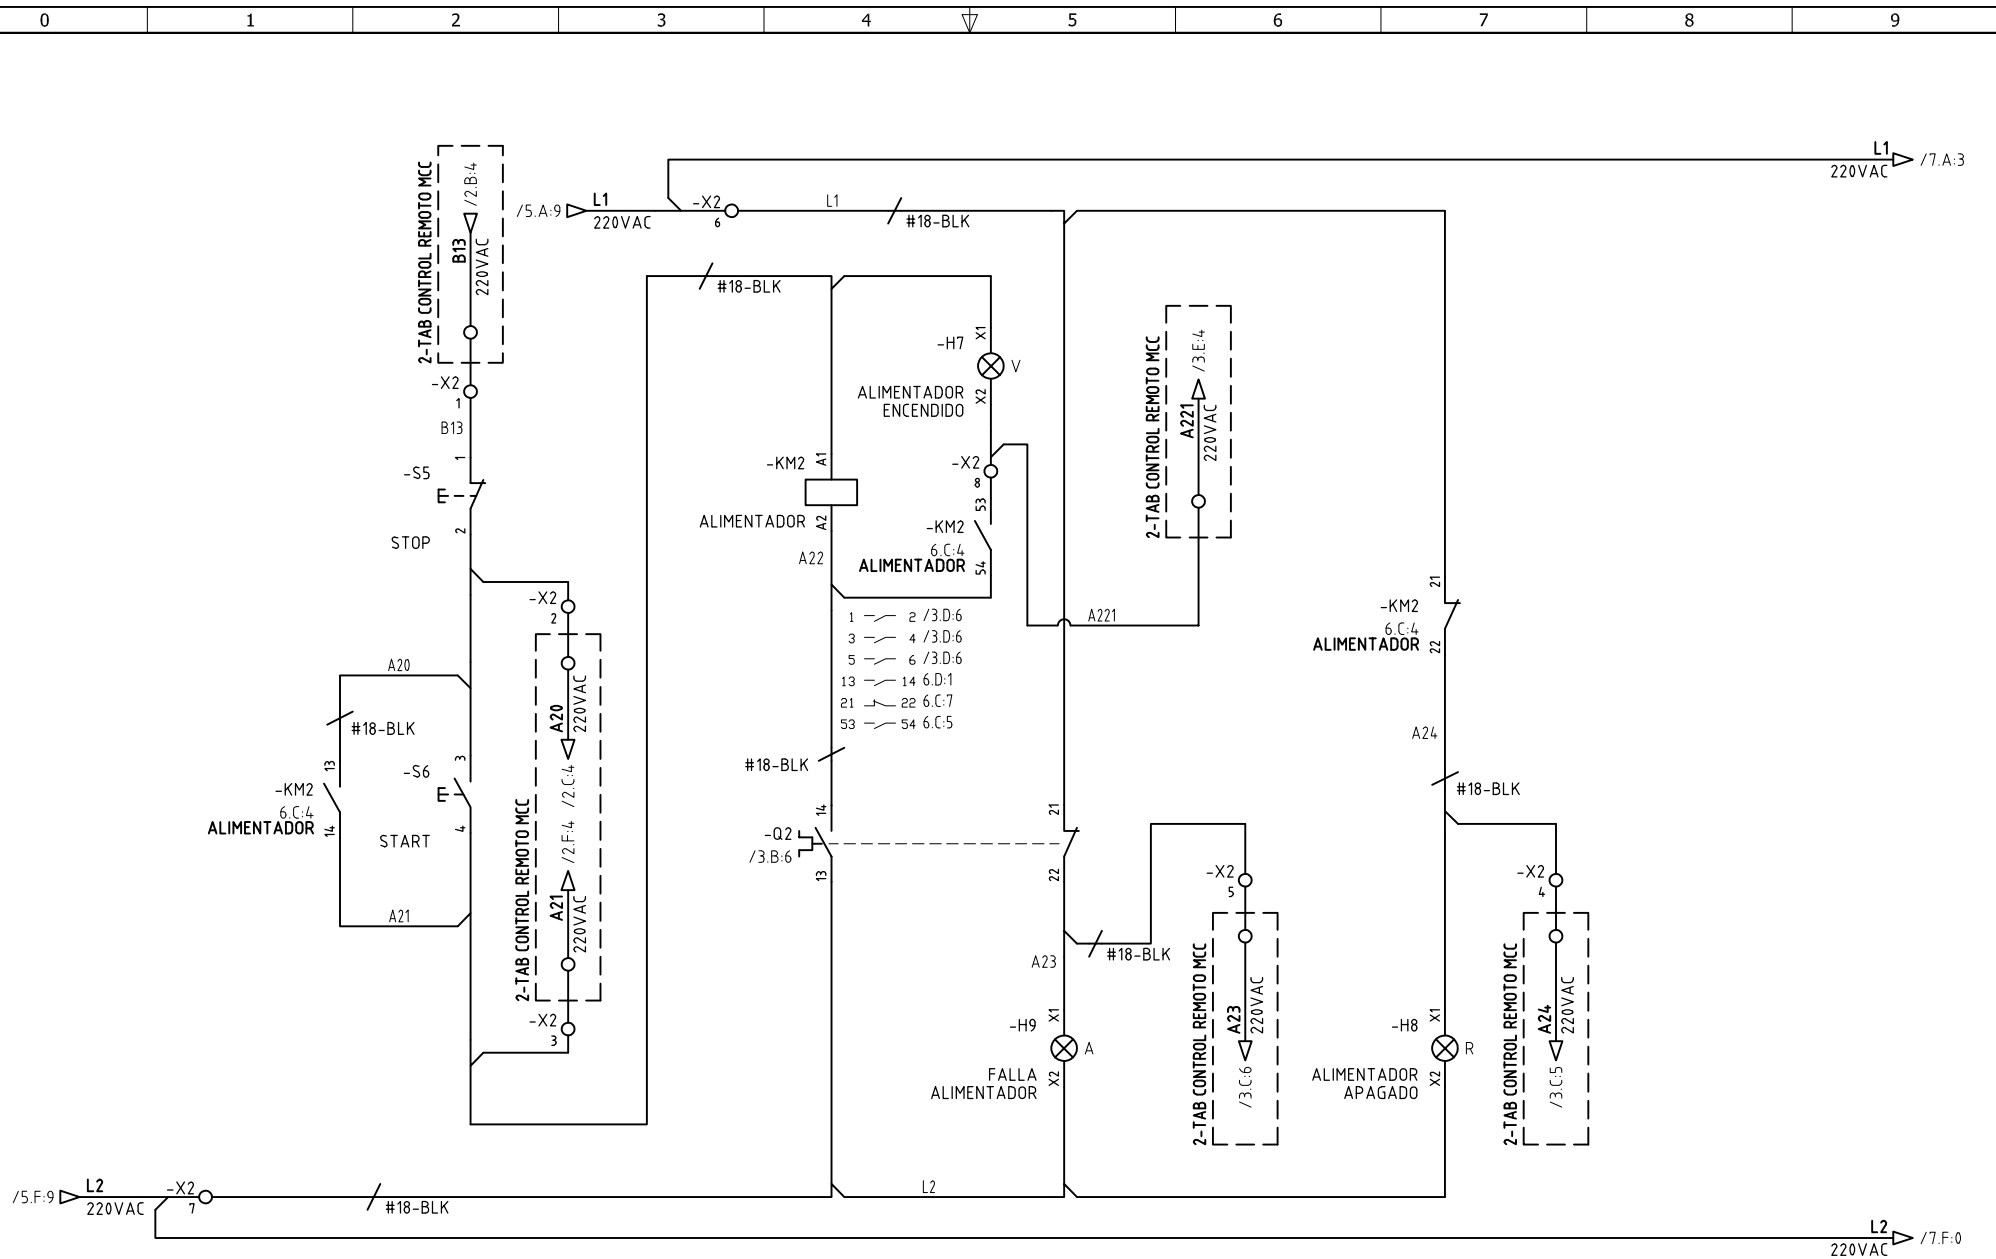 0 1 2 3 4 5 6 7 8 9
L1
220VAC
/7.A:3
2-TAB CONTROL REMOTO MCC
/2.B:4
B13
220VAC
-X2
1
B13
1
-S5
2
STOP
/5.A:9
L1
220VAC
-X2
6
L1
#18-BLK
#18-BLK
-H7
X1
V
X2
ALIMENTADOR
ENCENDIDO
-KM2
A1
ALIMENTADOR
A2
A22
-X2
8
53
-KM2
6.C:4
ALIMENTADOR
54
2-TAB CONTROL REMOTO MCC
/3.E:4
A221
220VAC
A221
1 2 /3.D:6
3 4 /3.D:6
5 6 /3.D:6
13 14 6.D:1
21 22 6.C:7
53 54 6.C:5
21
-KM2
6.C:4
ALIMENTADOR
22
A24
#18-BLK
-X2
2
A20
#18-BLK
13
-KM2
6.C:4
ALIMENTADOR
14
3
-S6
4
START
A21
2-TAB CONTROL REMOTO MCC
A20
220VAC
/2.C:4
/2.F:4
A21
220VAC
-X2
3
#18-BLK
14
-Q2
/3.B:6
13
21
22
#18-BLK
A23
X1
-H9
A
X2
FALLA
ALIMENTADOR
-X2
5
2-TAB CONTROL REMOTO MCC
A23
220VAC
/3.C:6
X1
-H8
R
X2
ALIMENTADOR
APAGADO
-X2
4
2-TAB CONTROL REMOTO MCC
A24
220VAC
/3.C:5
/5.F:9
L2
220VAC
-X2
7
#18-BLK
L2
L2
220VAC
/7.F:0